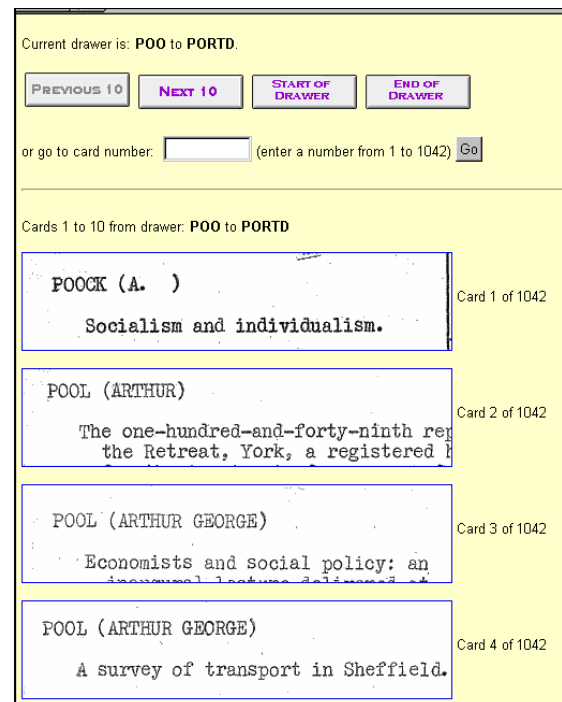 Current drawer is: POO to PORTD.
PREVIOUS 10 NEXT 10 START OF DRAWER END OF DRAWER
or go to card number: (enter a number from 1 to 1042) Go
Cards 1 to 10 from drawer: POO to PORTD
POOCK (A. )
Socialism and individualism.
Card 1 of 1042
POOL (ARTHUR)
The one-hundred-and-forty-ninth rep
the Retreat, York, a registered h
Card 2 of 1042
POOL (ARTHUR GEORGE)
Economists and social policy: an
inaugural lecture delivered at
Card 3 of 1042
POOL (ARTHUR GEORGE)
A survey of transport in Sheffield.
Card 4 of 1042